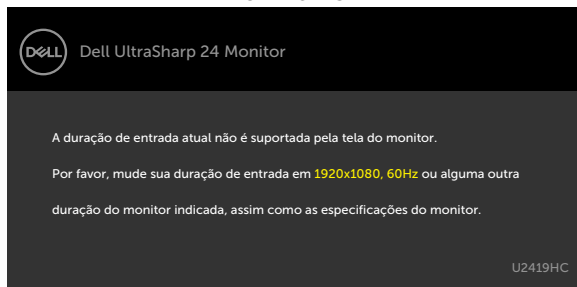 DELL
Dell UltraSharp 24 Monitor
A duração de entrada atual não é suportada pela tela do monitor.
Por favor, mude sua duração de entrada em 1920x1080, 60Hz ou alguma outra
duração do monitor indicada, assim como as especificações do monitor.
U2419HC